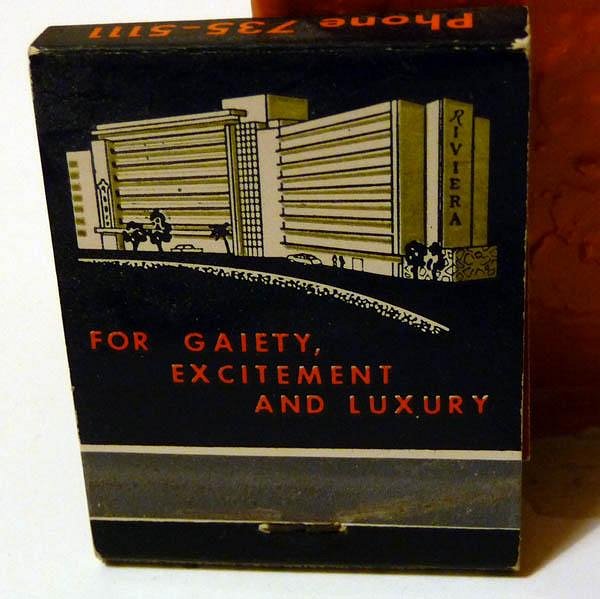 Phone 735-5111
RIVIERA
FOR GAIETY,
EXCITEMENT
AND LUXURY